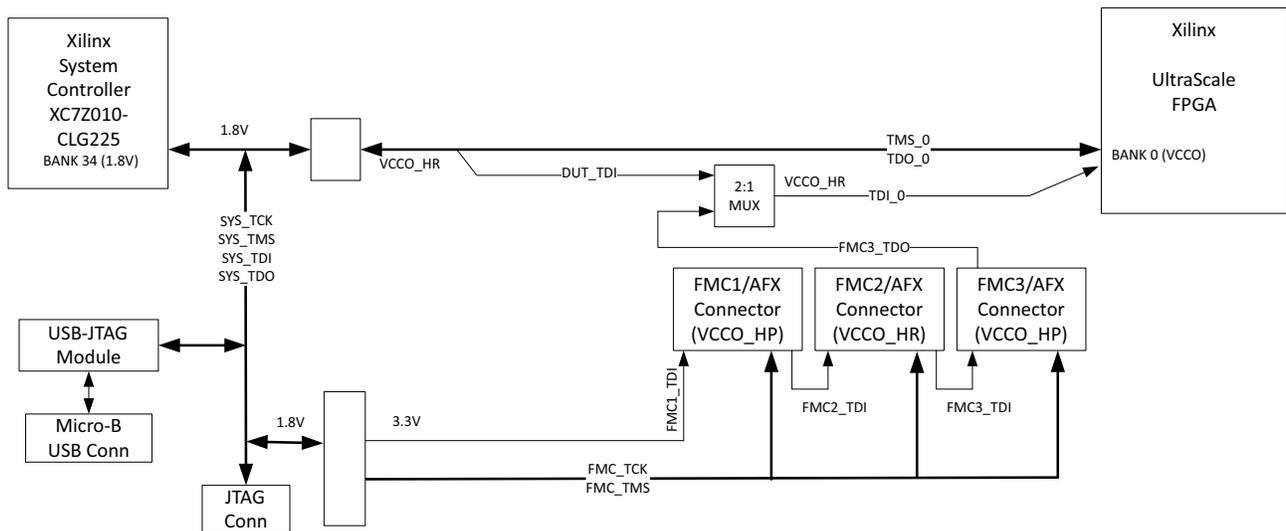 Xilinx
System
Controller
XC7Z010-
CLG225
BANK 34 (1.8V)
1.8V
VCCO_HR
TMS_0
TDO_0
Xilinx
UltraScale
FPGA
BANK 0 (VCCO)
DUT_TDI
2:1
MUX
VCCO_HR
TDI_0
SYS_TCK
SYS_TMS
SYS_TDI
SYS_TDO
FMC3_TDO
FMC1/AFX
Connector
(VCCO_HP)
FMC2/AFX
Connector
(VCCO_HR)
FMC3/AFX
Connector
(VCCO_HP)
USB-JTAG
Module
Micro-B
USB Conn
1.8V
3.3V
FMC1_TDI
FMC2_TDI
FMC3_TDI
FMC_TCK
FMC_TMS
JTAG
Conn